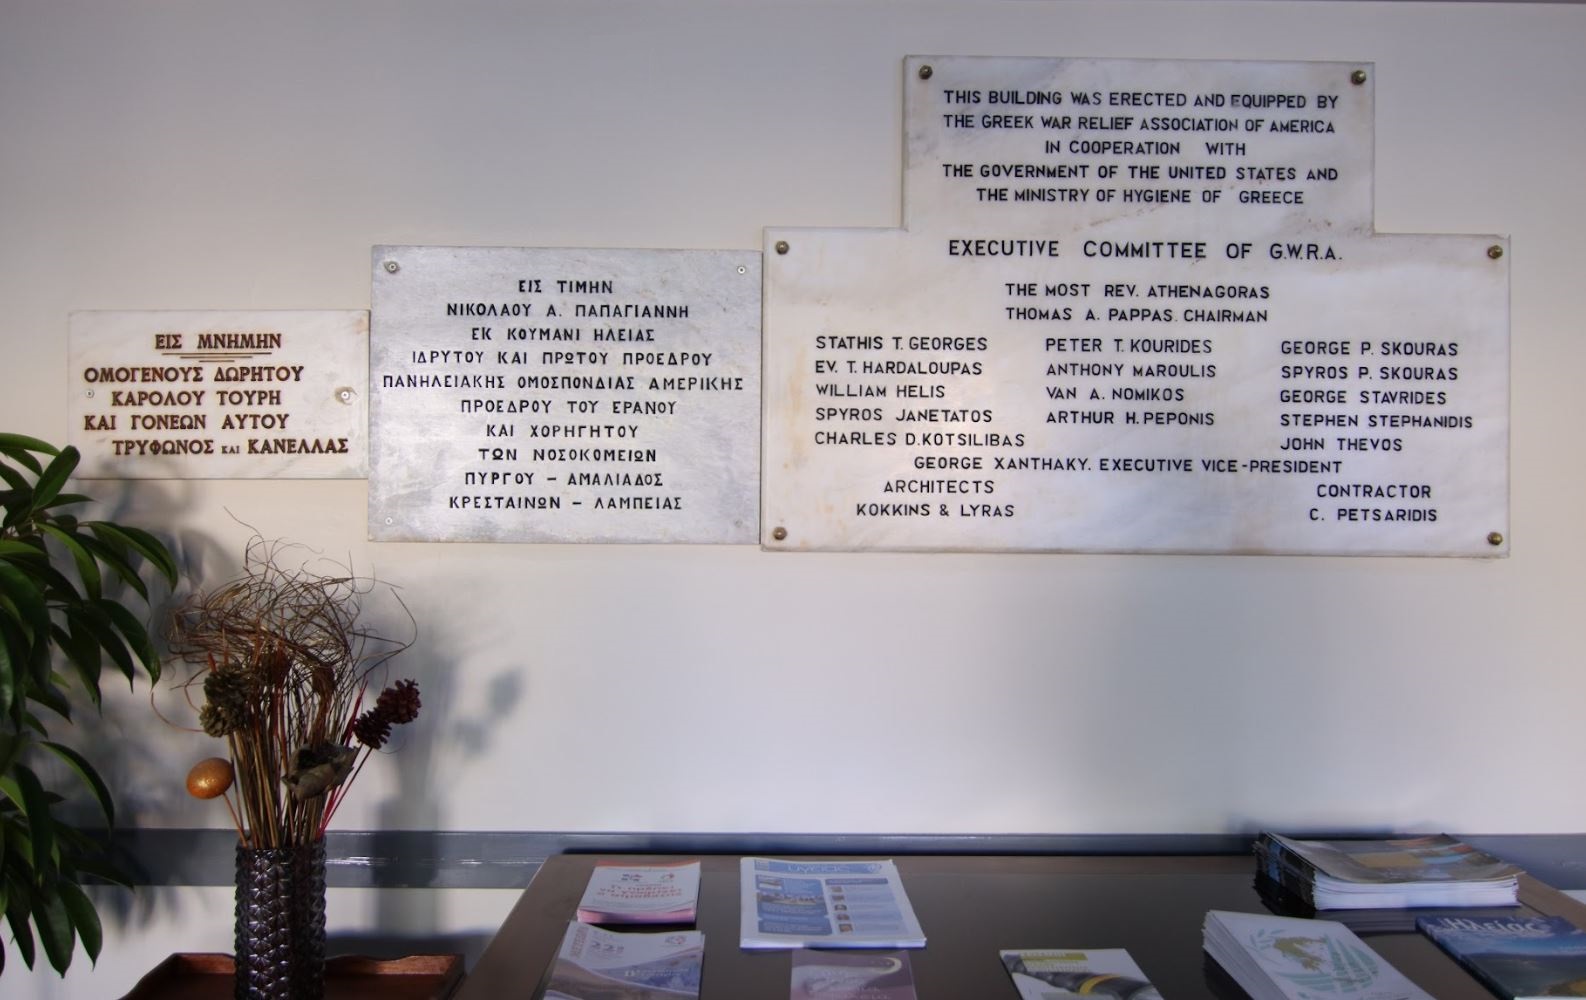 ΕΙΣ ΜΝΗΜΗΝ
ΟΜΟΓΕΝΟΥΣ ΔΩΡΗΤΟΥ
ΚΑΡΟΛΟΥ ΤΟΥΡΗ
ΚΑΙ ΓΟΝΕΩΝ ΑΥΤΟΥ
ΤΡΥΦΩΝΟΣ ΚΑΙ ΚΑΝΕΛΛΑΣ
ΕΙΣ ΤΙΜΗΝ
ΝΙΚΟΛΑΟΥ Α. ΠΑΠΑΓΙΑΝΝΗ
ΕΚ ΚΟΥΜΑΝΙ ΗΛΕΙΑΣ
ΙΔΡΥΤΟΥ ΚΑΙ ΠΡΩΤΟΥ ΠΡΟΕΔΡΟΥ
ΠΑΝΗΛΕΙΑΚΗΣ ΟΜΟΣΠΟΝΔΙΑΣ ΑΜΕΡΙΚΗΣ
ΠΡΟΕΔΡΟΥ ΤΟΥ ΕΡΑΝΟΥ
ΚΑΙ ΧΟΡΗΓΗΤΟΥ
ΤΩΝ ΝΟΣΟΚΟΜΕΙΩΝ
ΠΥΡΓΟΥ – ΑΜΑΛΙΑΔΟΣ
ΚΡΕΣΤΑΙΝΩΝ – ΛΑΜΠΕΙΑΣ
THIS BUILDING WAS ERECTED AND EQUIPPED BY
THE GREEK WAR RELIEF ASSOCIATION OF AMERICA
IN COOPERATION WITH
THE GOVERNMENT OF THE UNITED STATES AND
THE MINISTRY OF HYGIENE OF GREECE
EXECUTIVE COMMITTEE OF G.W.R.A.
THE MOST REV. ATHENAGORAS
THOMAS A. PAPPAS. CHAIRMAN
STATHIS T. GEORGES PETER T. KOURIDES GEORGE P. SKOURAS
EV. T. HARDALOUPAS ANTHONY MAROULIS SPYROS P. SKOURAS
WILLIAM HELIS VAN A. NOMIKOS GEORGE STAVRIDES
SPYROS JANETATOS ARTHUR H. PEPONIS STEPHEN STEPHANIDIS
CHARLES D. KOTSILIBAS JOHN THEVOS
GEORGE XANTHAKY. EXECUTIVE VICE-PRESIDENT
ARCHITECTS CONTRACTOR
KOKKINS & LYRAS C. PETSARIDIS
Ηλείας